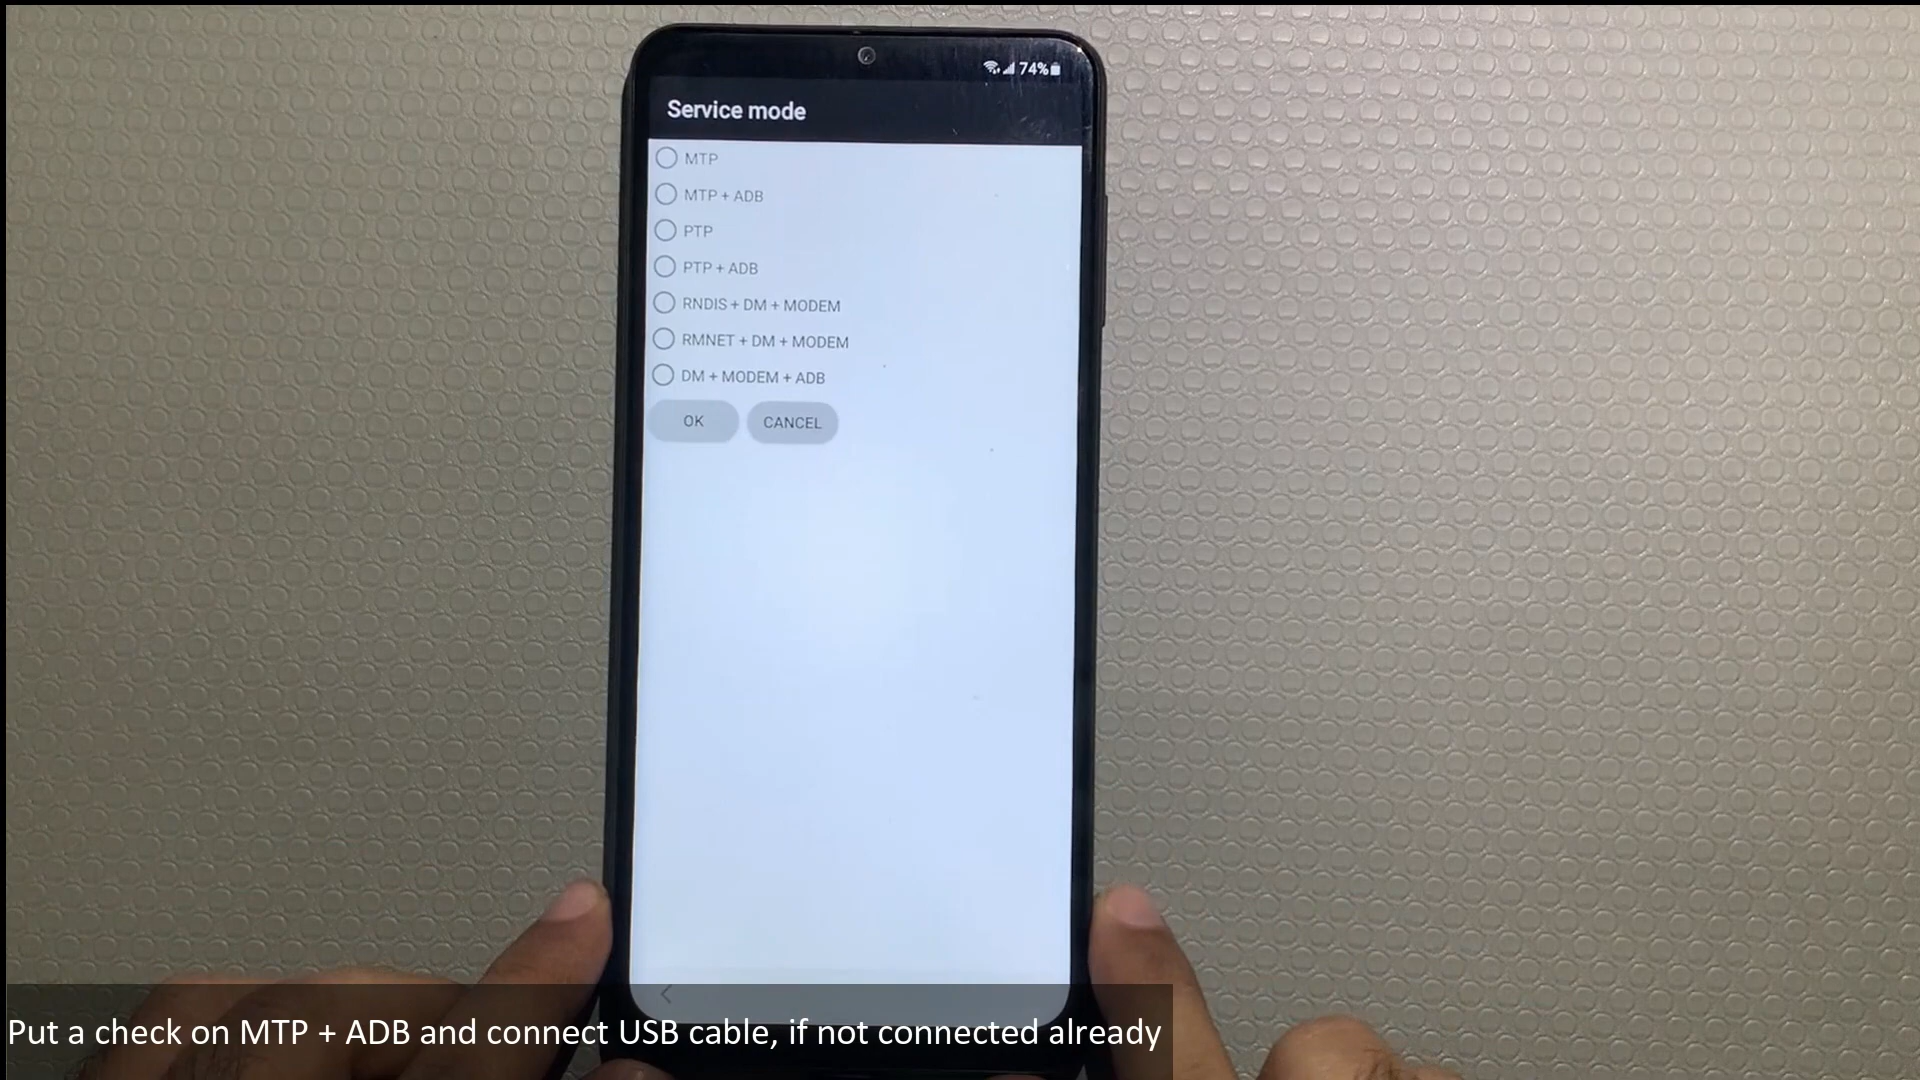 74%
Service mode
MTP
MTP + ADB
PTP
PTP + ADB
RNDIS + DM + MODEM
RMNET + DM + MODEM
DM + MODEM + ADB
OK CANCEL
Put a check on MTP + ADB and connect USB cable, if not connected already